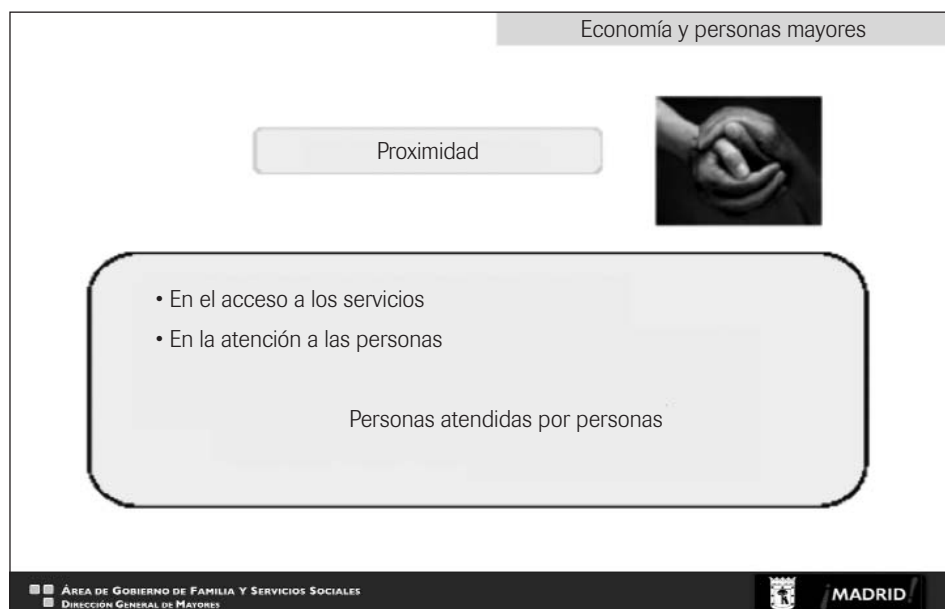 Economía y personas mayores
Proximidad
• En el acceso a los servicios
• En la atención a las personas
Personas atendidas por personas
ÁREA DE GOBIERNO DE FAMILIA Y SERVICIOS SOCIALES
DIRECCIÓN GENERAL DE MAYORES
¡MADRID!